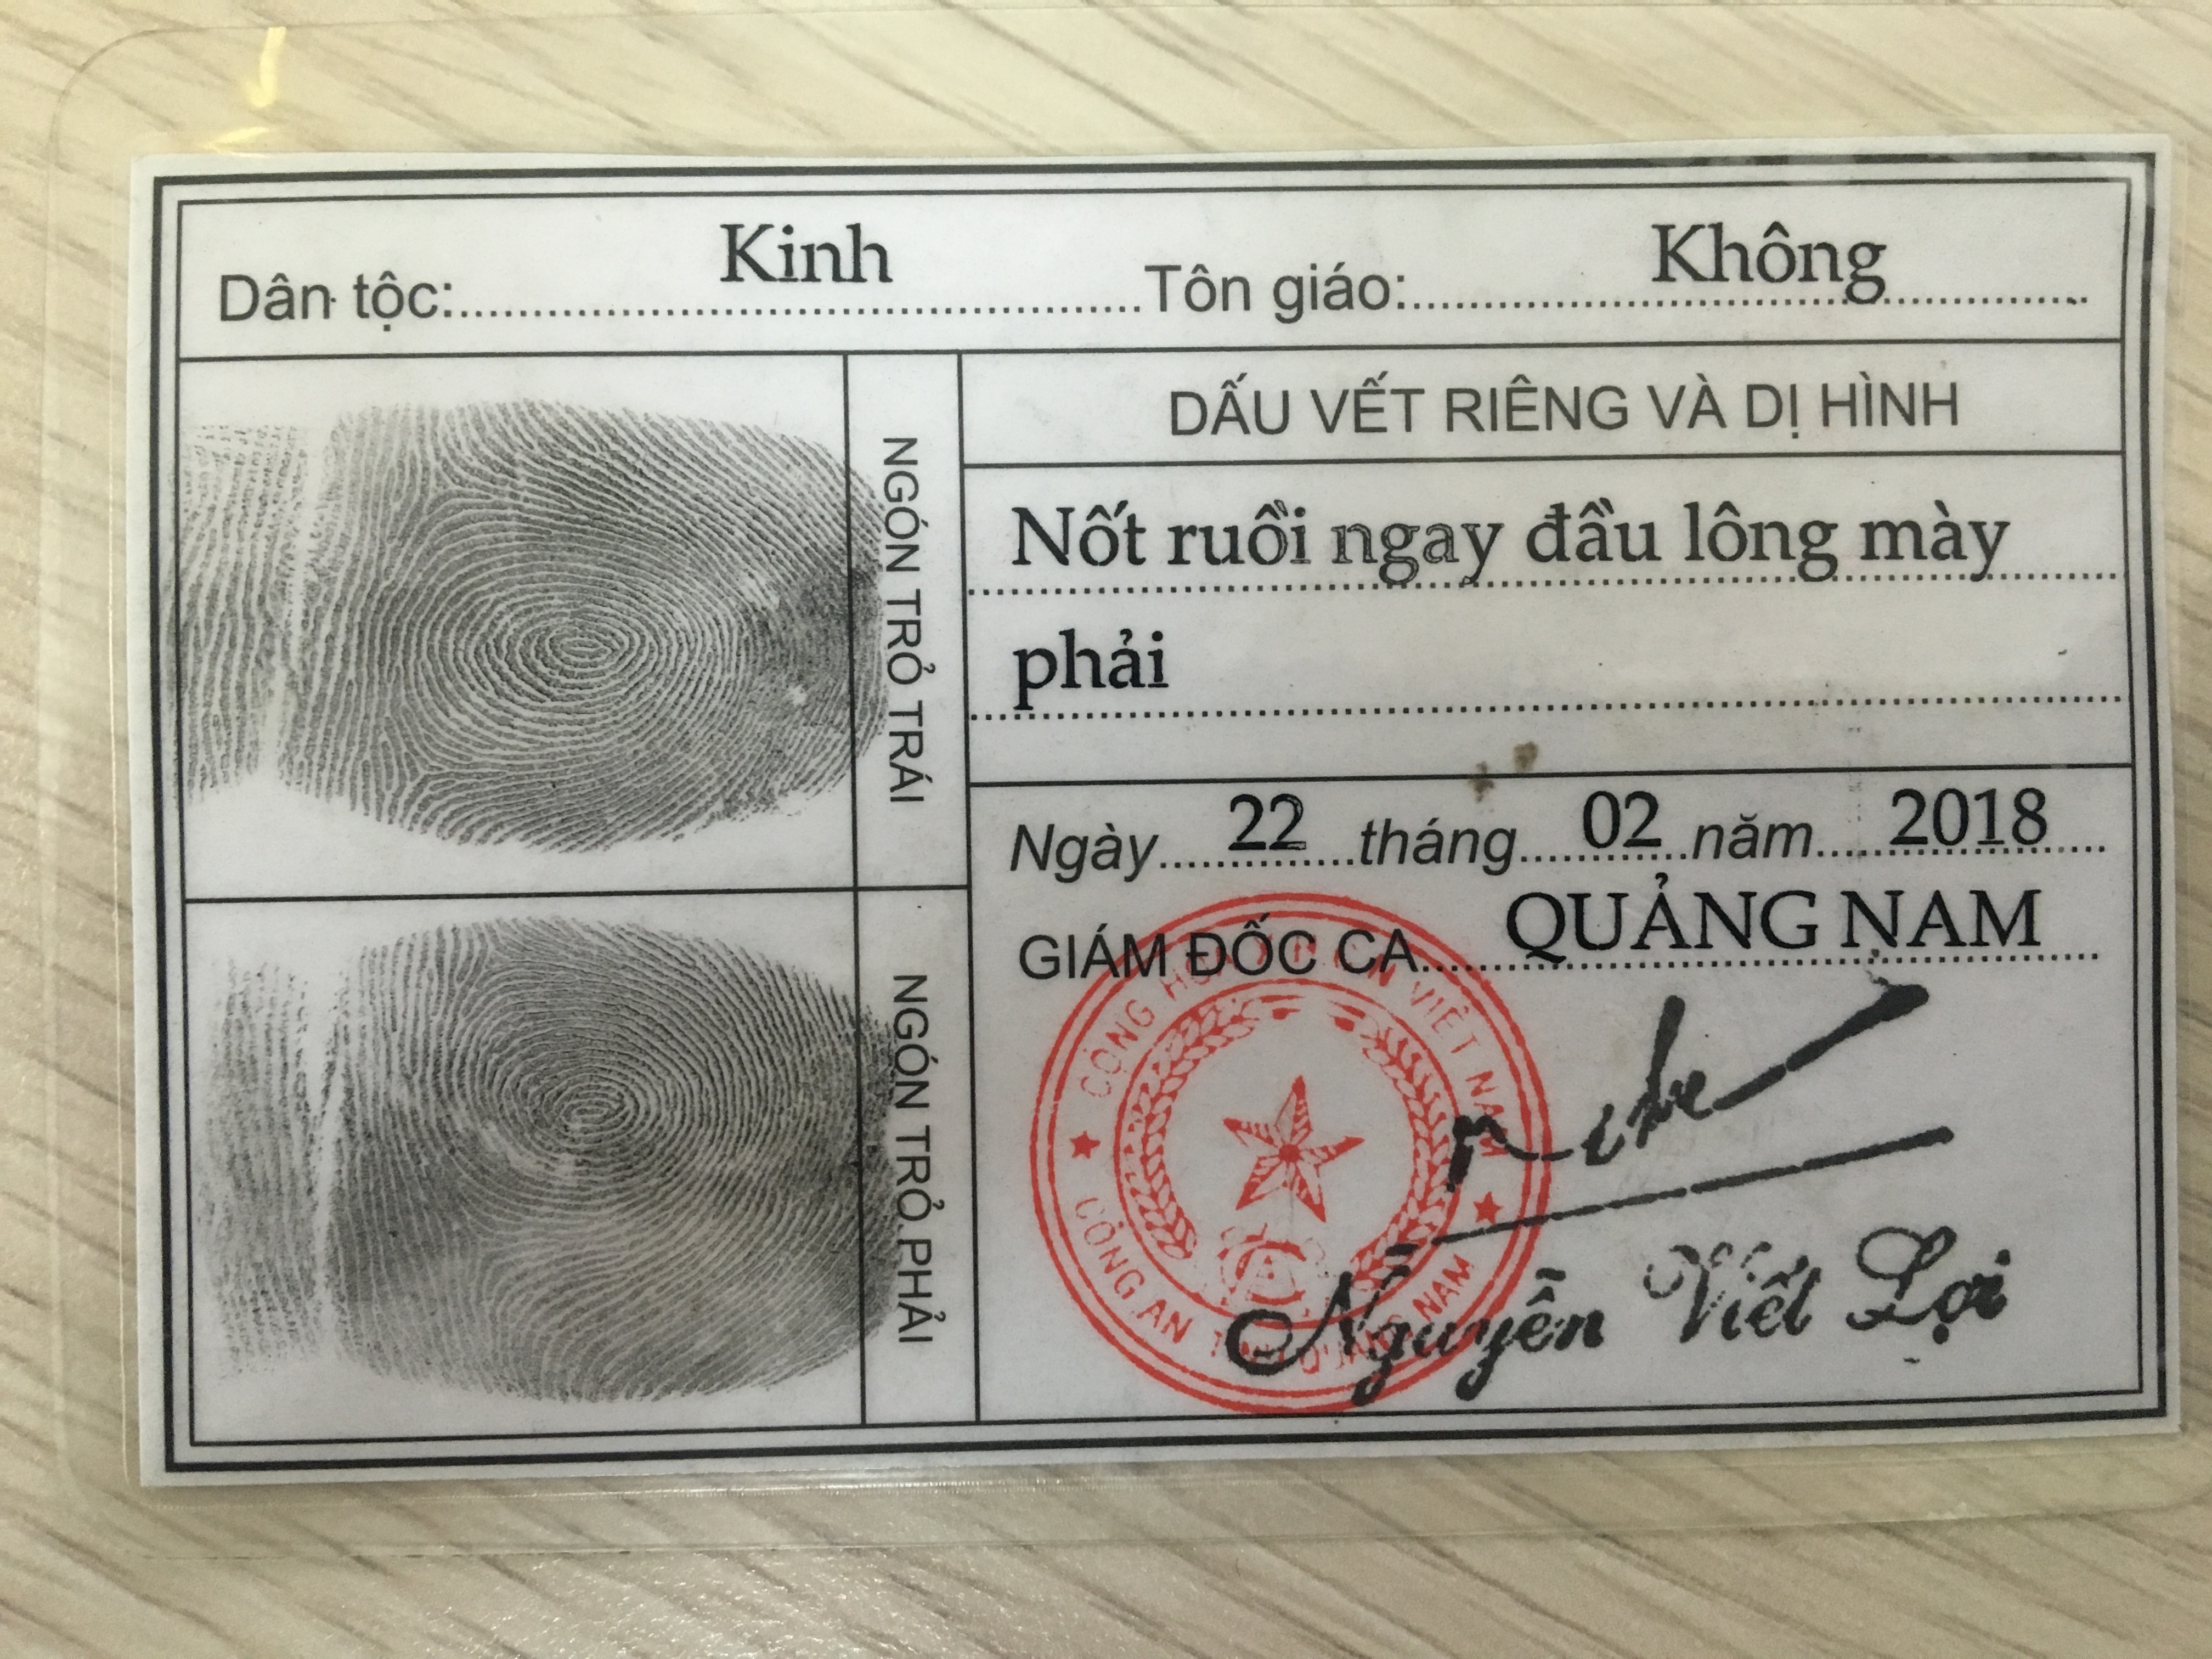 Dân tộc: Kinh Tôn giáo: Không
NGÓN TRỎ TRÁI
NGÓN TRỎ PHẢI
DẤU VẾT RIÊNG VÀ DỊ HÌNH
Nốt ruồi ngay đầu lông mày
phải
Ngày 22 tháng 02 năm 2018
GIÁM ĐỐC CA QUẢNG NAM
CỘNG VIỆT NAM
CÔNG AN NAM
Nguyễn Viết Lợi